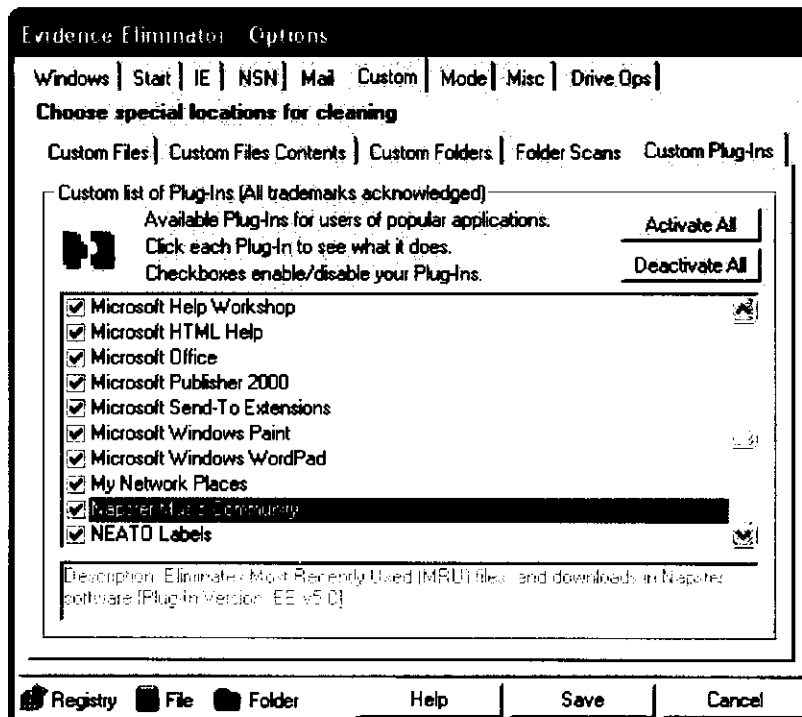 Evidence Eliminator Options
Windows Start IE NSN Mail Custom Mode Misc Drive Ops
Choose special locations for cleaning
Custom Files Custom Files Contents Custom Folders Folder Scans Custom Plug-Ins
Custom list of Plug-Ins (All trademarks acknowledged)
Available Plug-Ins for users of popular applications.
Click each Plug-In to see what it does.
Checkboxes enable/disable your Plug-Ins.
Activate All
Deactivate All
Microsoft Help Workshop
Microsoft HTML Help
Microsoft Office
Microsoft Publisher 2000
Microsoft Send-To Extensions
Microsoft Windows Paint
Microsoft Windows WordPad
My Network Places
Napster Music Community
NEATO Labels
Description: Eliminates Most Recently Used (MRU) files, and downloads in Napster
software [Plug-In Version: EE v5.0]
Registry File Folder Help Save Cancel